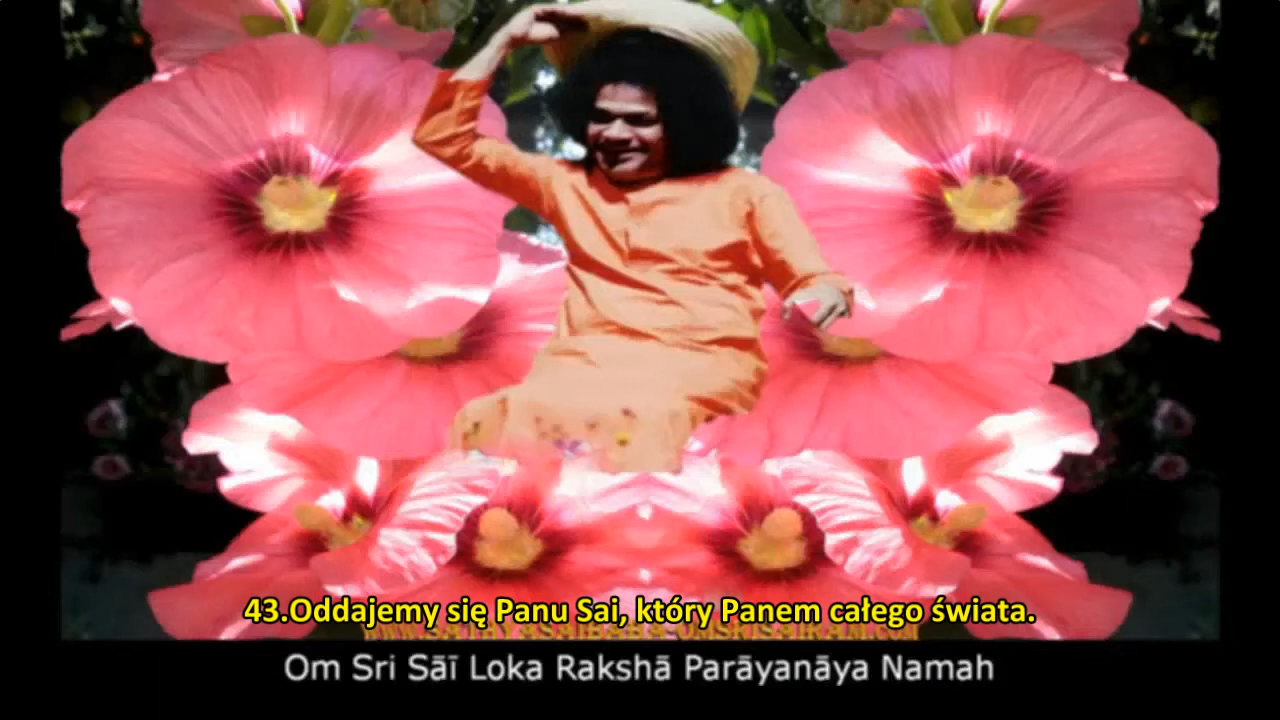 43.Oddajemy się Panu Sai, który Panem całego świata.
Om Sri Sāī Loka Rakshā Parāyanāya Namah